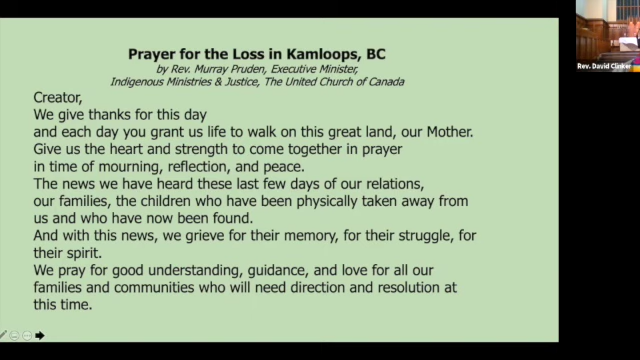 Prayer for the Loss in Kamloops, BC
by Rev. Murray Pruden, Executive Minister,
Indigenous Ministries & Justice, The United Church of Canada
Creator,
We give thanks for this day
and each day you grant us life to walk on this great land, our Mother.
Give us the heart and strength to come together in prayer
in time of mourning, reflection, and peace.
The news we have heard these last few days of our relations,
our families, the children who have been physically taken away from
us and who have now been found.
And with this news, we grieve for their memory, for their struggle, for
their spirit.
We pray for good understanding, guidance, and love for all our
families and communities who will need direction and resolution at
this time.
Rev. David Clinker